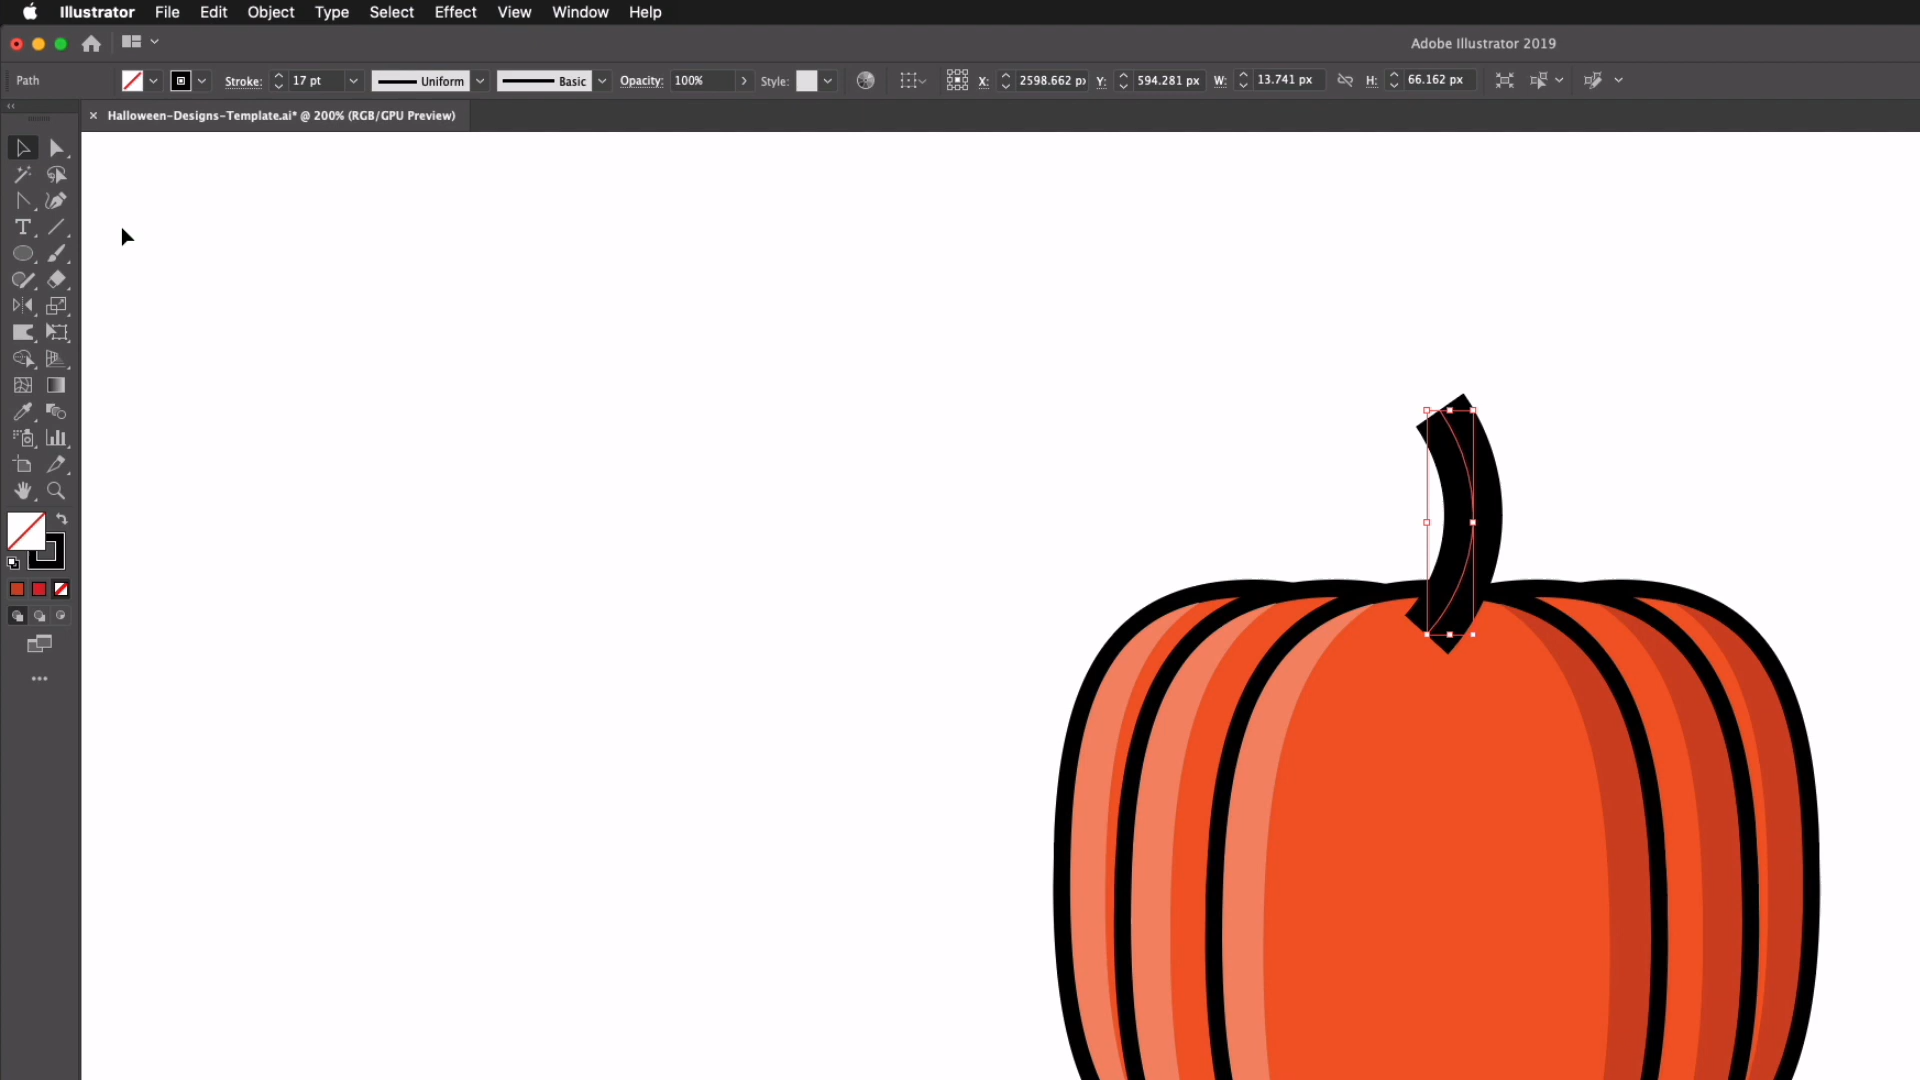 Illustrator File Edit Object Type Select Effect View Window Help
Adobe Illustrator 2019
Path Stroke: 17 pt Uniform Basic Opacity: 100% Style: X: 2598.662 px Y: 594.281 px W: 13.741 px H: 66.162 px
Halloween-Designs-Template.ai* @ 200% (RGB/GPU Preview)